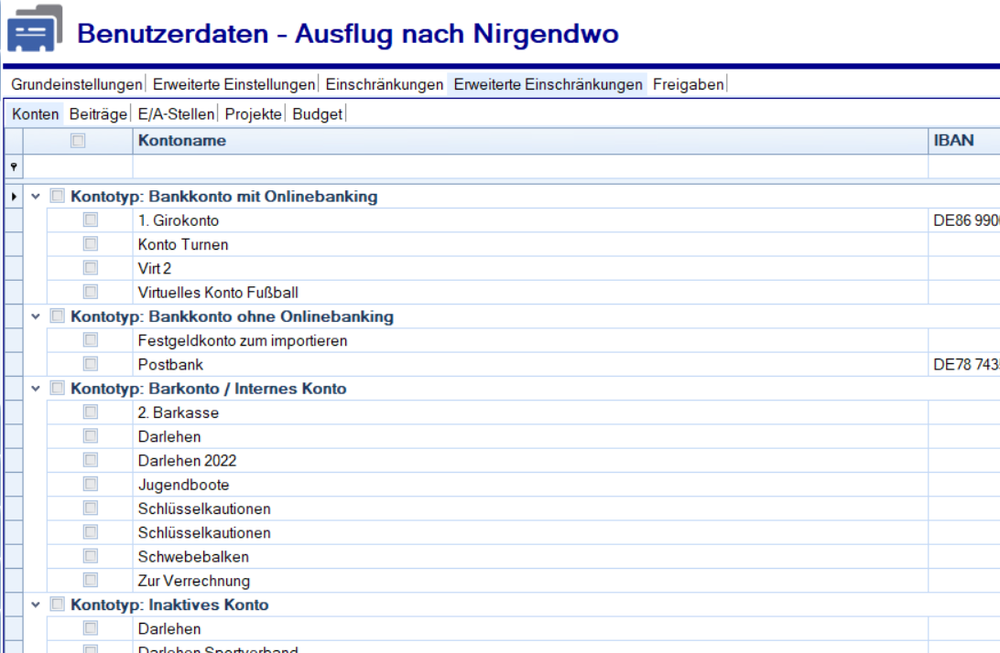 Benutzerdaten - Ausflug nach Nirgendwo
Grundeinstellungen Erweiterte Einstellungen Einschränkungen Erweiterte Einschränkungen Freigaben
Konten Beiträge E/A-Stellen Projekte Budget
Kontoname IBAN
Kontotyp: Bankkonto mit Onlinebanking
1. Girokonto DE86 990
Konto Turnen
Virt 2
Virtuelles Konto Fußball
Kontotyp: Bankkonto ohne Onlinebanking
Festgeldkonto zum importieren
Postbank DE78 743
Kontotyp: Barkonto / Internes Konto
2. Barkasse
Darlehen
Darlehen 2022
Jugendboote
Schlüsselkautionen
Schlüsselkautionen
Schwebebalken
Zur Verrechnung
Kontotyp: Inaktives Konto
Darlehen
Darlehen Sportverband